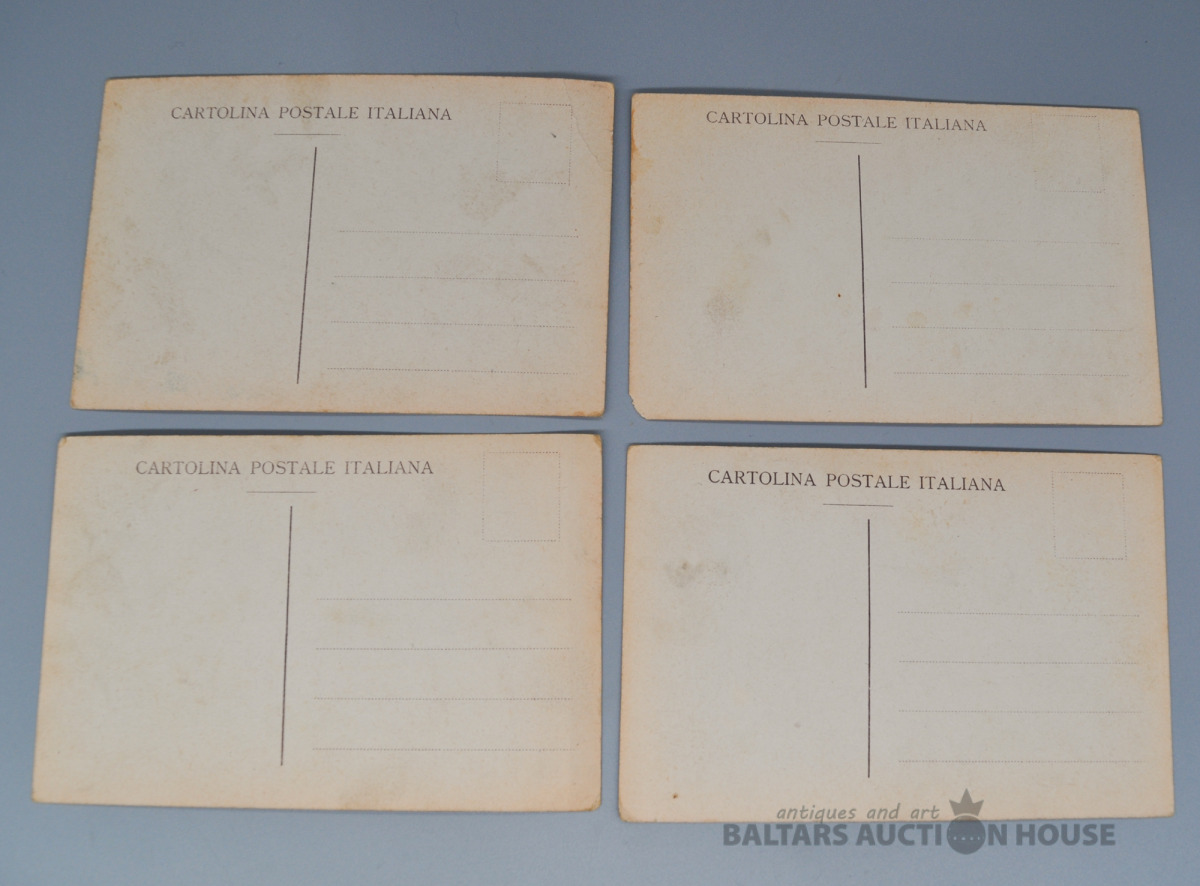 CARTOLINA POSTALE ITALIANA
CARTOLINA POSTALE ITALIANA
CARTOLINA POSTALE ITALIANA
CARTOLINA POSTALE ITALIANA
antiques and art
BALTARS AUCTION HOUSE